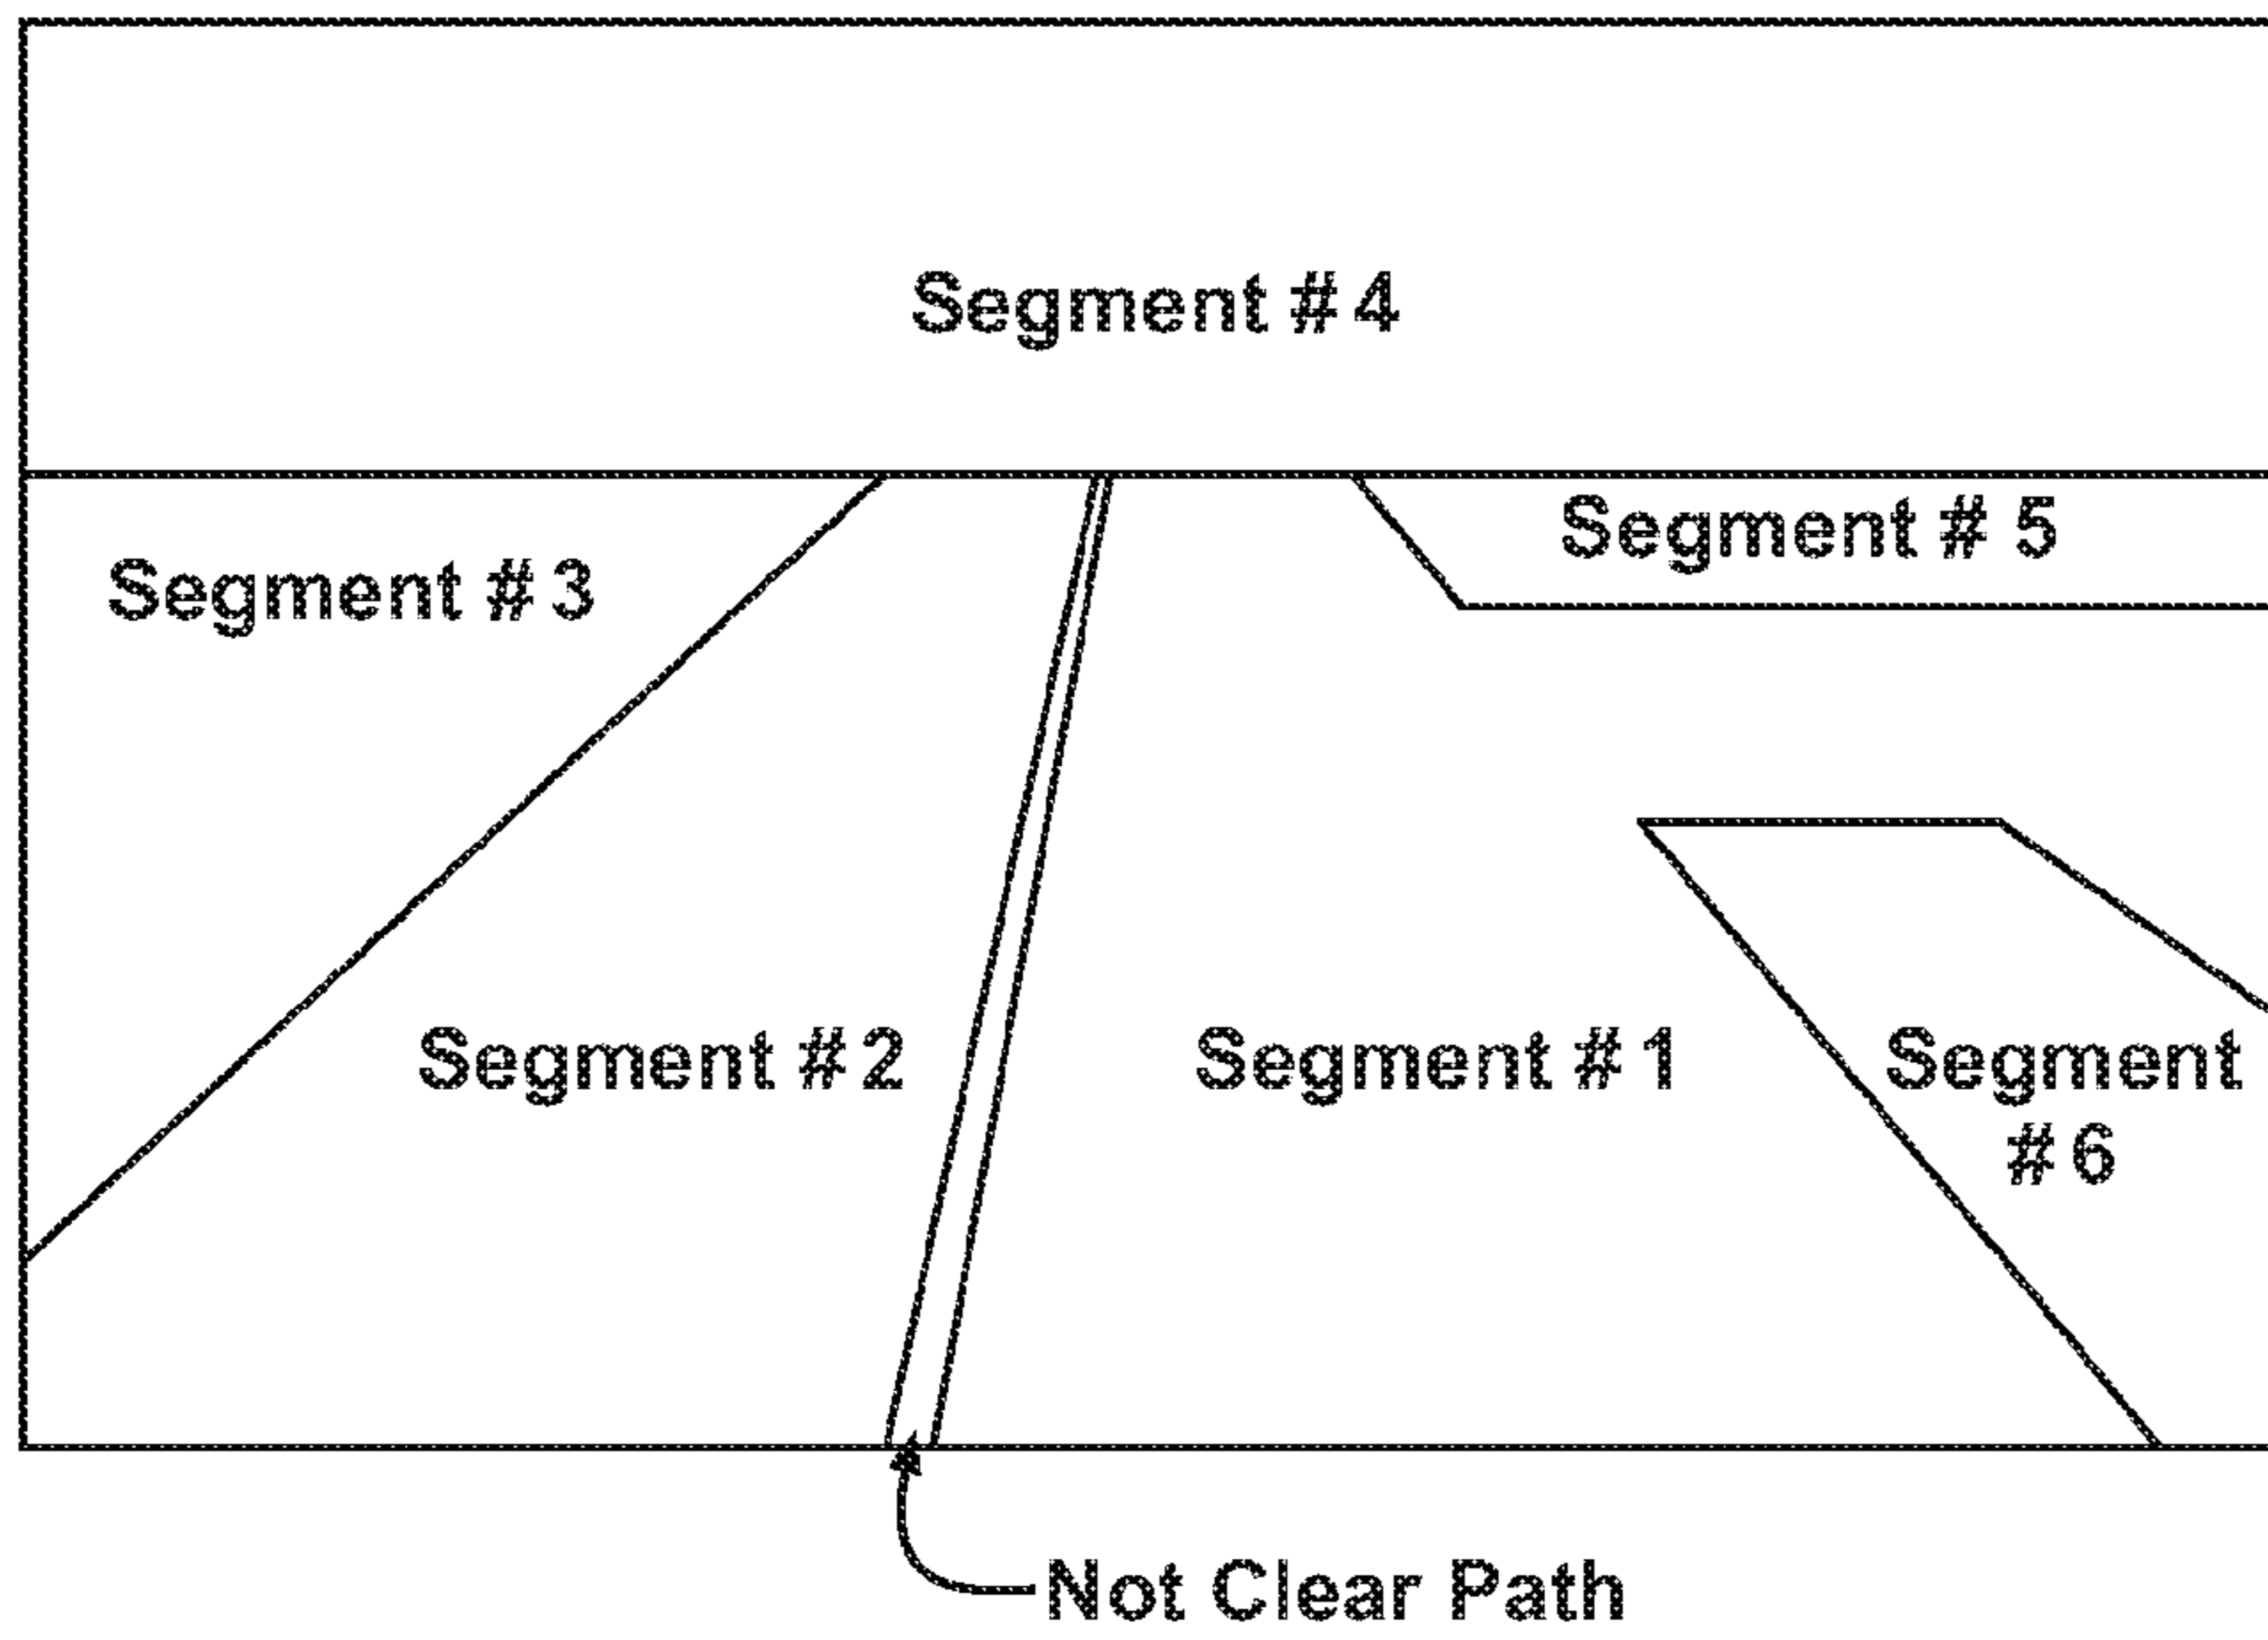 Segment #4
Segment # 5
Segment #3
Segment #2
Segment #1
Segment
#6
Not Clear Path